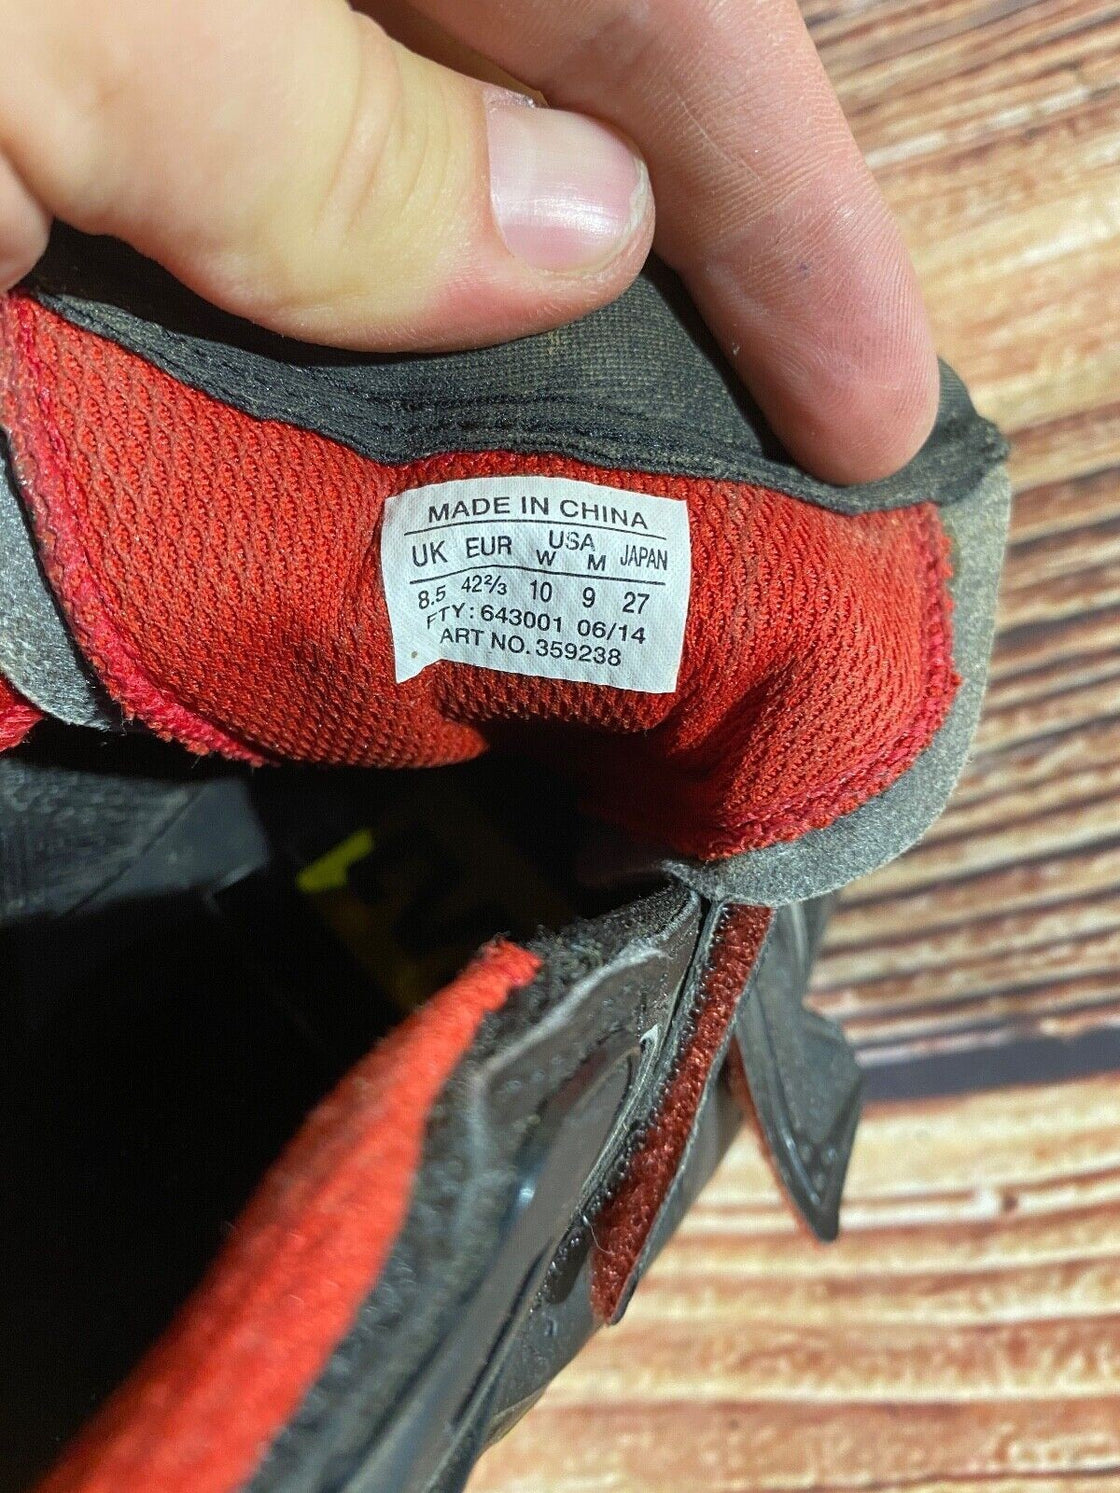 MADE IN CHINA
UK EUR USA JAPAN
W M
8.5 42⅔ 10 9 27
FTY: 643001 06/14
ART NO. 359238